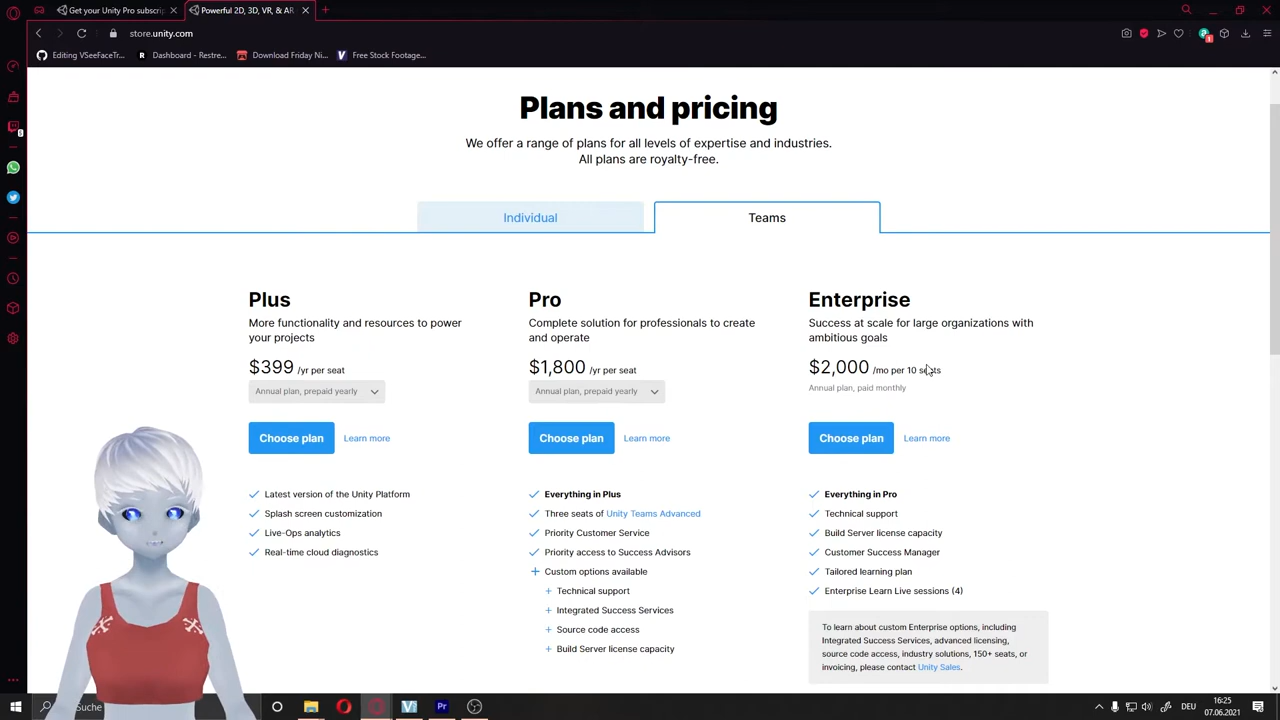 Get your Unity Pro subscrip
Powerful 2D, 3D, VR, & AR
store.unity.com
1
Editing VSeeFaceTr...
Dashboard - Restre...
Download Friday Ni...
Free Stock Footage...
Plans and pricing
We offer a range of plans for all levels of expertise and industries.
All plans are royalty-free.
Individual
Teams
Plus
More functionality and resources to power
your projects
$399 /yr per seat
Annual plan, prepaid yearly
Choose plan
Learn more
Latest version of the Unity Platform
Splash screen customization
Live-Ops analytics
Real-time cloud diagnostics
Pro
Complete solution for professionals to create
and operate
$1,800 /yr per seat
Annual plan, prepaid yearly
Choose plan
Learn more
Everything in Plus
Three seats of Unity Teams Advanced
Priority Customer Service
Priority access to Success Advisors
Custom options available
Technical support
Integrated Success Services
Source code access
Build Server license capacity
Enterprise
Success at scale for large organizations with
ambitious goals
$2,000 /mo per 10 seats
Annual plan, paid monthly
Choose plan
Learn more
Everything in Pro
Technical support
Build Server license capacity
Customer Success Manager
Tailored learning plan
Enterprise Learn Live sessions (4)
To learn about custom Enterprise options, including
Integrated Success Services, advanced licensing,
source code access, industry solutions, 150+ seats, or
invoicing, please contact Unity Sales.
Suche
Pr
DEU
16:25
07.06.2021